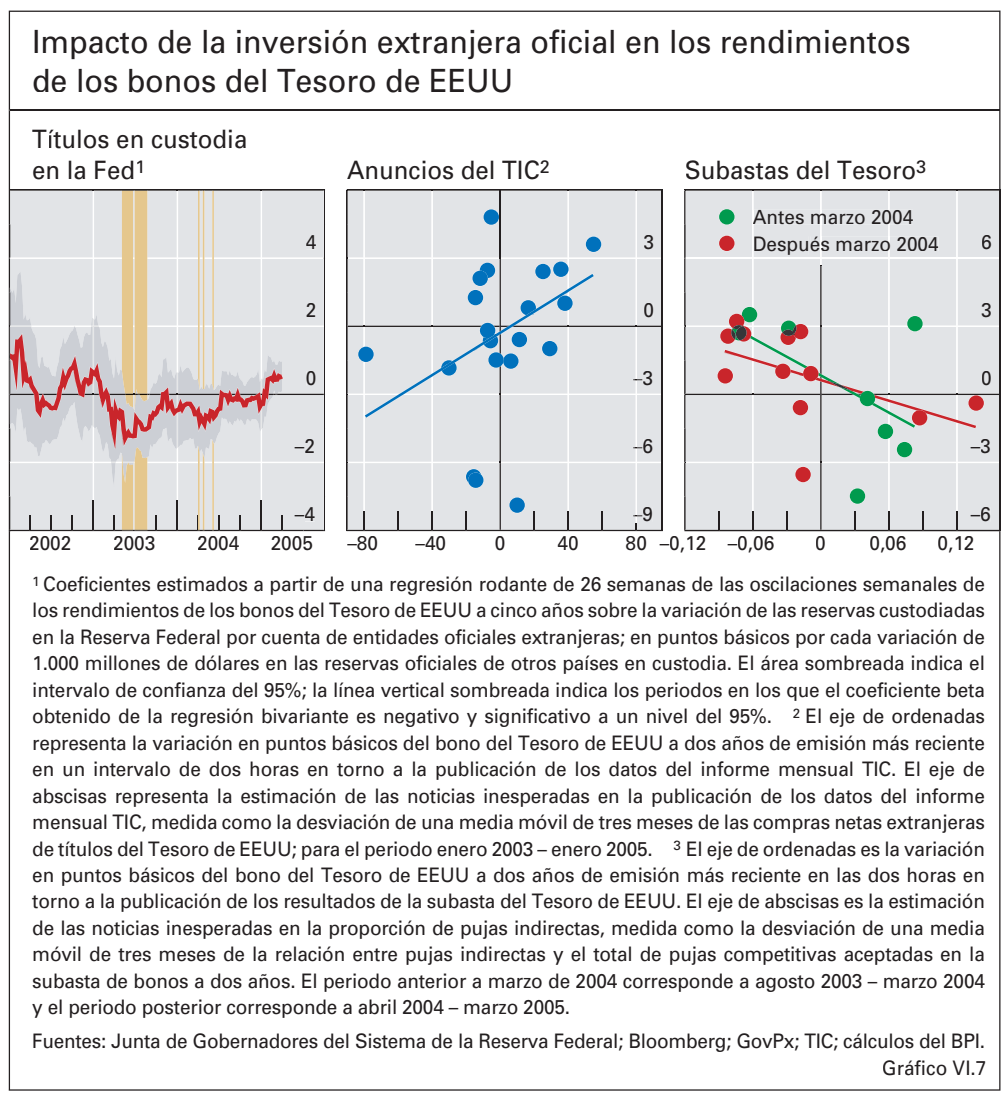 Impacto de la inversión extranjera oficial en los rendimientos
de los bonos del Tesoro de EEUU
Títulos en custodia
en la Fed¹
4
2
0
−2
−4
2002 2003 2004 2005
Anuncios del TIC²
3
0
−3
−6
−9
−80 −40 0 40 80
Subastas del Tesoro³
Antes marzo 2004
Después marzo 2004
6
0
−3
−6
−0,12 −0,06 0 0,06 0,12
¹ Coeficientes estimados a partir de una regresión rodante de 26 semanas de las oscilaciones semanales de
los rendimientos de los bonos del Tesoro de EEUU a cinco años sobre la variación de las reservas custodiadas
en la Reserva Federal por cuenta de entidades oficiales extranjeras; en puntos básicos por cada variación de
1.000 millones de dólares en las reservas oficiales de otros países en custodia. El área sombreada indica el
intervalo de confianza del 95%; la línea vertical sombreada indica los periodos en los que el coeficiente beta
obtenido de la regresión bivariante es negativo y significativo a un nivel del 95%. ² El eje de ordenadas
representa la variación en puntos básicos del bono del Tesoro de EEUU a dos años de emisión más reciente
en un intervalo de dos horas en torno a la publicación de los datos del informe mensual TIC. El eje de
abscisas representa la estimación de las noticias inesperadas en la publicación de los datos del informe
mensual TIC, medida como la desviación de una media móvil de tres meses de las compras netas extranjeras
de títulos del Tesoro de EEUU; para el periodo enero 2003 – enero 2005. ³ El eje de ordenadas es la variación
en puntos básicos del bono del Tesoro de EEUU a dos años de emisión más reciente en las dos horas en
torno a la publicación de los resultados de la subasta del Tesoro de EEUU. El eje de abscisas es la estimación
de las noticias inesperadas en la proporción de pujas indirectas, medida como la desviación de una media
móvil de tres meses de la relación entre pujas indirectas y el total de pujas competitivas aceptadas en la
subasta de bonos a dos años. El periodo anterior a marzo de 2004 corresponde a agosto 2003 – marzo 2004
y el periodo posterior corresponde a abril 2004 – marzo 2005.
Fuentes: Junta de Gobernadores del Sistema de la Reserva Federal; Bloomberg; GovPx; TIC; cálculos del BPI.
Gráfico VI.7